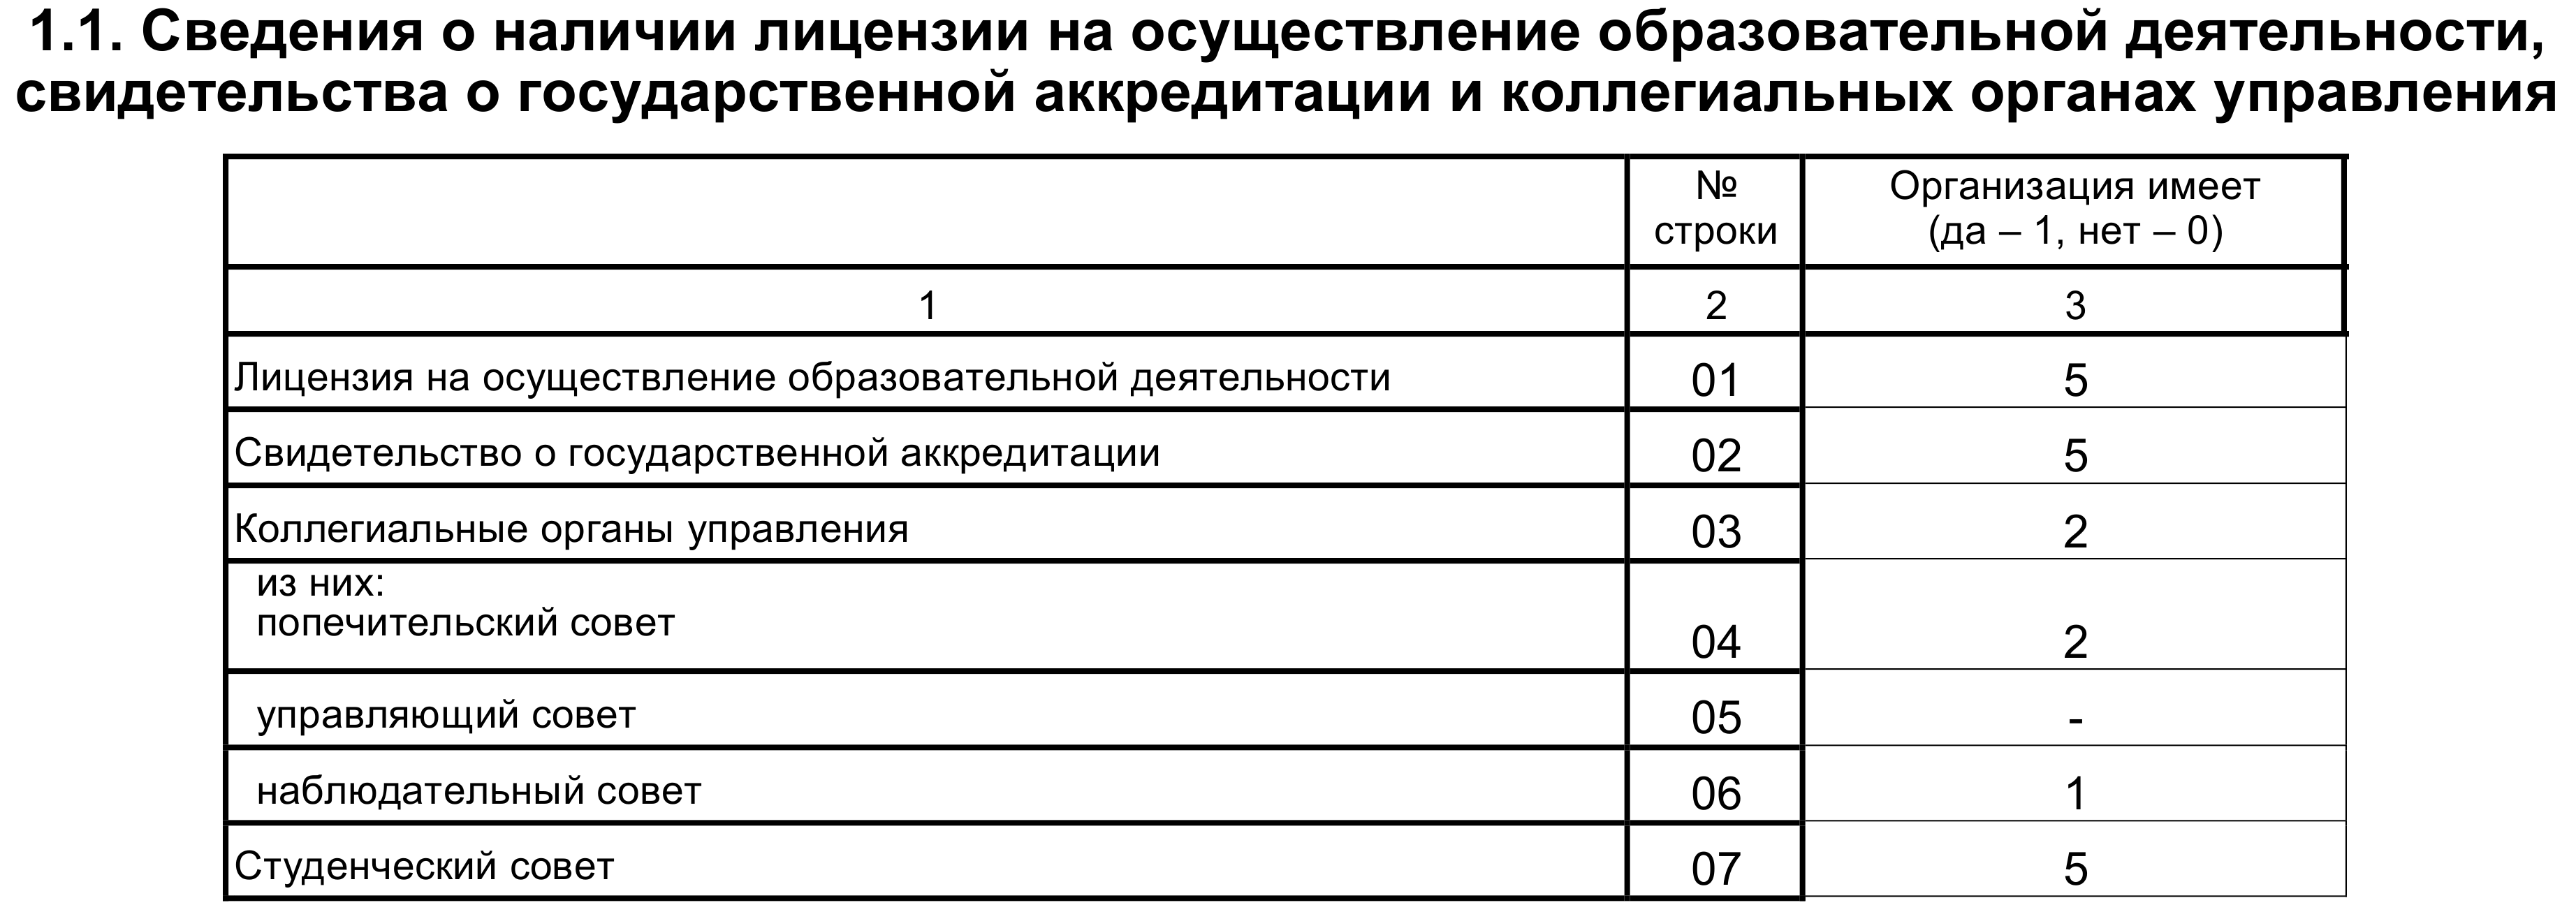 1.1. Сведения о наличии лицензии на осуществление образовательной деятельности,
свидетельства о государственной аккредитации и коллегиальных органах управления
№
строки
Организация имеет
(да – 1, нет – 0)
1 2 3
Лицензия на осуществление образовательной деятельности 01 5
Свидетельство о государственной аккредитации 02 5
Коллегиальные органы управления 03 2
из них:
попечительский совет 04 2
управляющий совет 05 -
наблюдательный совет 06 1
Студенческий совет 07 5